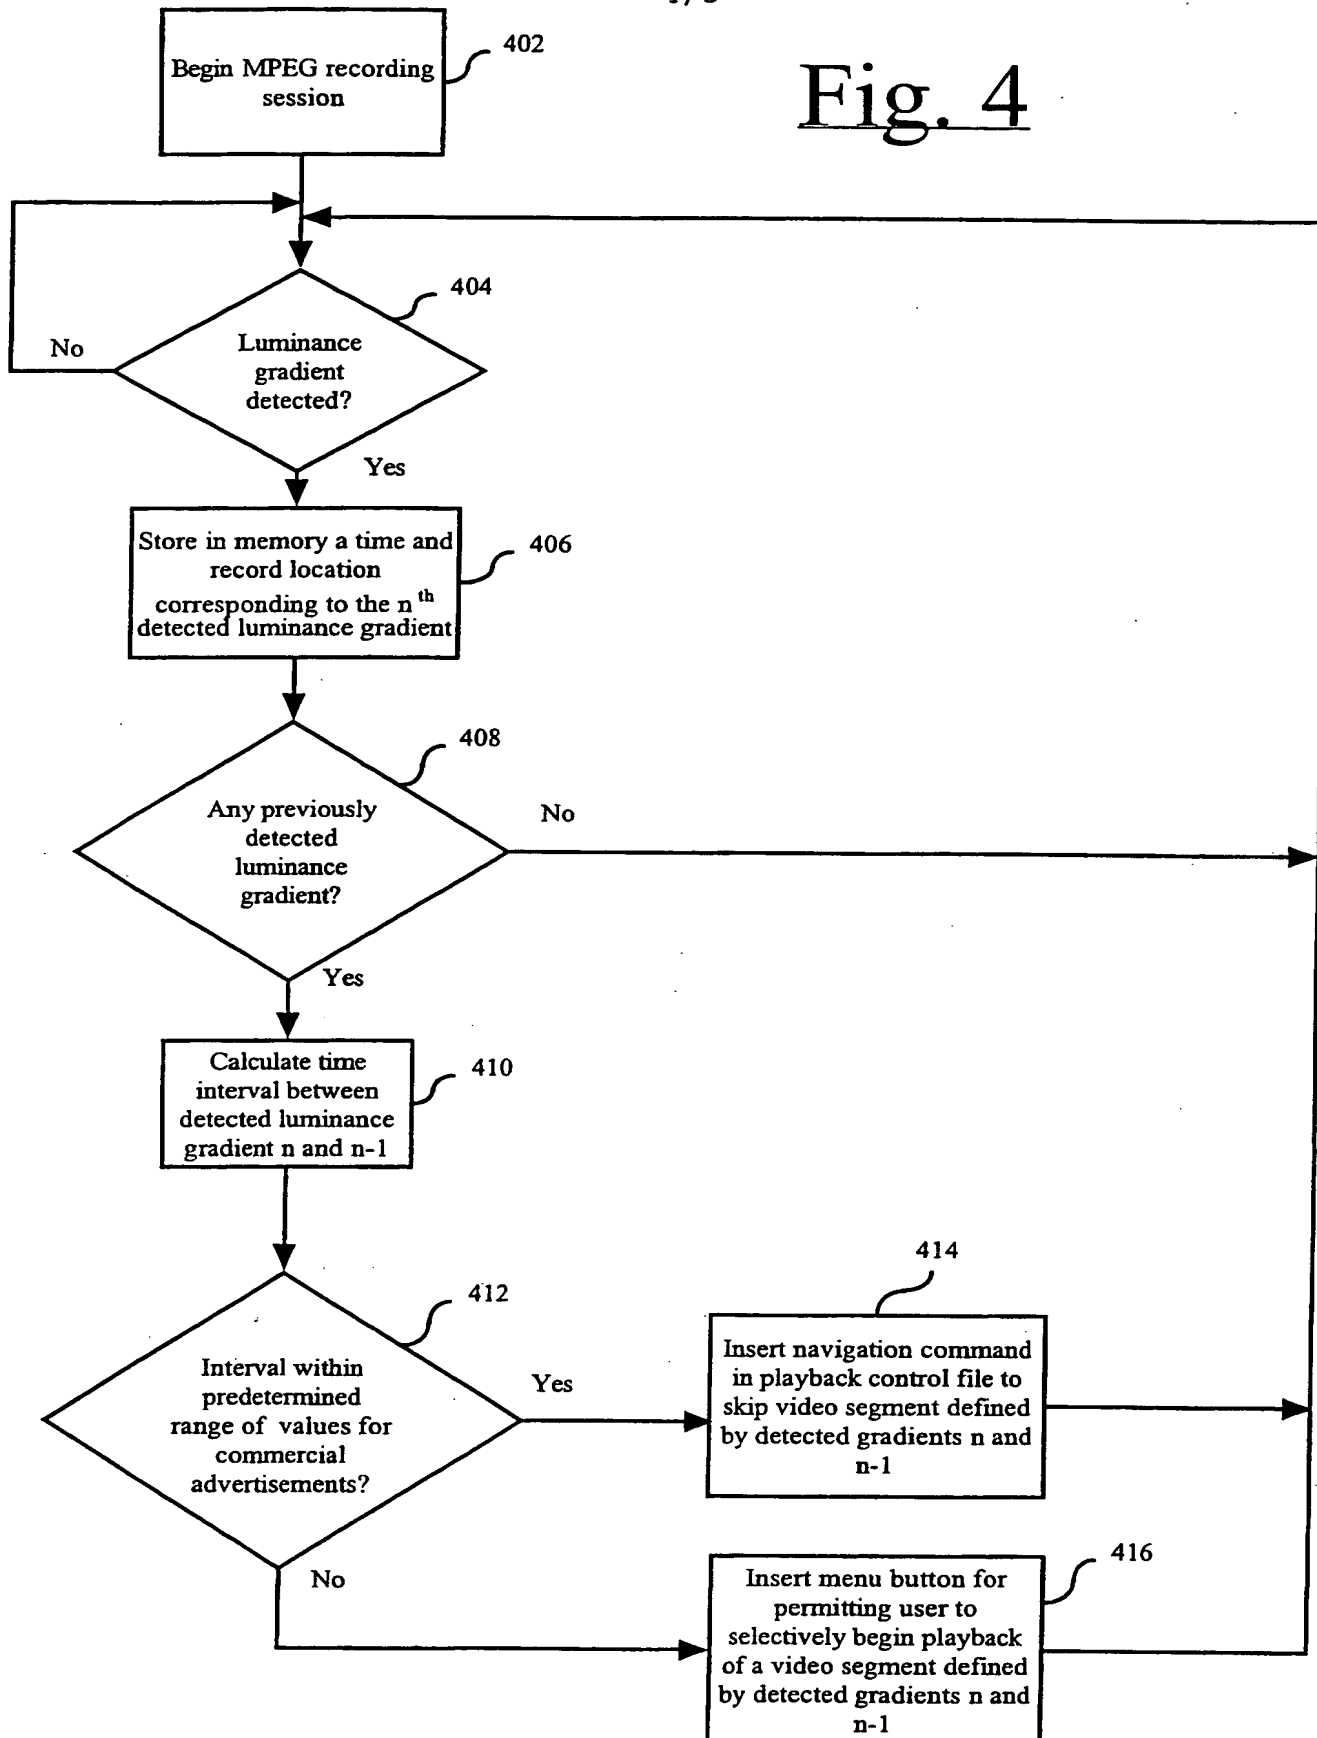 Begin MPEG recording
session
402
Fig. 4
404
Luminance
gradient
detected?
No
Yes
Store in memory a time and
record location
corresponding to the n th
detected luminance gradient
406
408
Any previously
detected
luminance
gradient?
No
Yes
Calculate time
interval between
detected luminance
gradient n and n-1
410
412
Interval within
predetermined
range of values for
commercial
advertisements?
Yes
No
414
Insert navigation command
in playback control file to
skip video segment defined
by detected gradients n and
n-1
416
Insert menu button for
permitting user to
selectively begin playback
of a video segment defined
by detected gradients n and
n-1